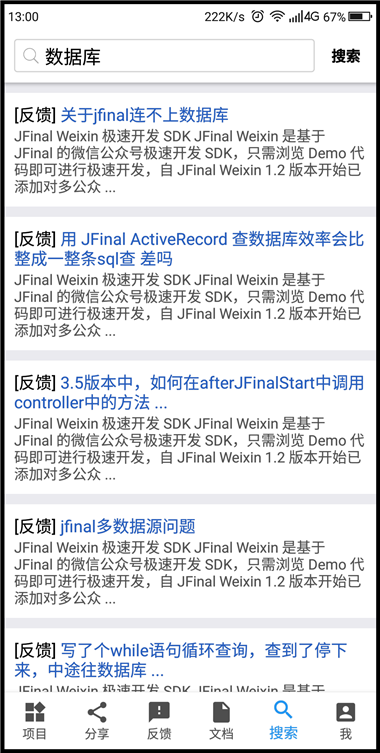 13:00 222K/s 4G 67%
数据库 搜索
[反馈] 关于jfinal连不上数据库
JFinal Weixin 极速开发 SDK JFinal Weixin 是基于
JFinal 的微信公众号极速开发 SDK，只需浏览 Demo 代
码即可进行极速开发，自 JFinal Weixin 1.2 版本开始已
添加对多公众 ...
[反馈] 用 JFinal ActiveRecord 查数据库效率会比
整成一整条sql查 差吗
JFinal Weixin 极速开发 SDK JFinal Weixin 是基于
JFinal 的微信公众号极速开发 SDK，只需浏览 Demo 代
码即可进行极速开发，自 JFinal Weixin 1.2 版本开始已
添加对多公众 ...
[反馈] 3.5版本中，如何在afterJFinalStart中调用
controller中的方法 ...
JFinal Weixin 极速开发 SDK JFinal Weixin 是基于
JFinal 的微信公众号极速开发 SDK，只需浏览 Demo 代
码即可进行极速开发，自 JFinal Weixin 1.2 版本开始已
添加对多公众 ...
[反馈] jfinal多数据源问题
JFinal Weixin 极速开发 SDK JFinal Weixin 是基于
JFinal 的微信公众号极速开发 SDK，只需浏览 Demo 代
码即可进行极速开发，自 JFinal Weixin 1.2 版本开始已
添加对多公众 ...
[反馈] 写了个while语句循环查询，查到了停下
来，中途往数据库 ...
JFinal Weixin 极速开发 SDK JFinal Weixin 是基于
项目 分享 反馈 文档 搜索 我